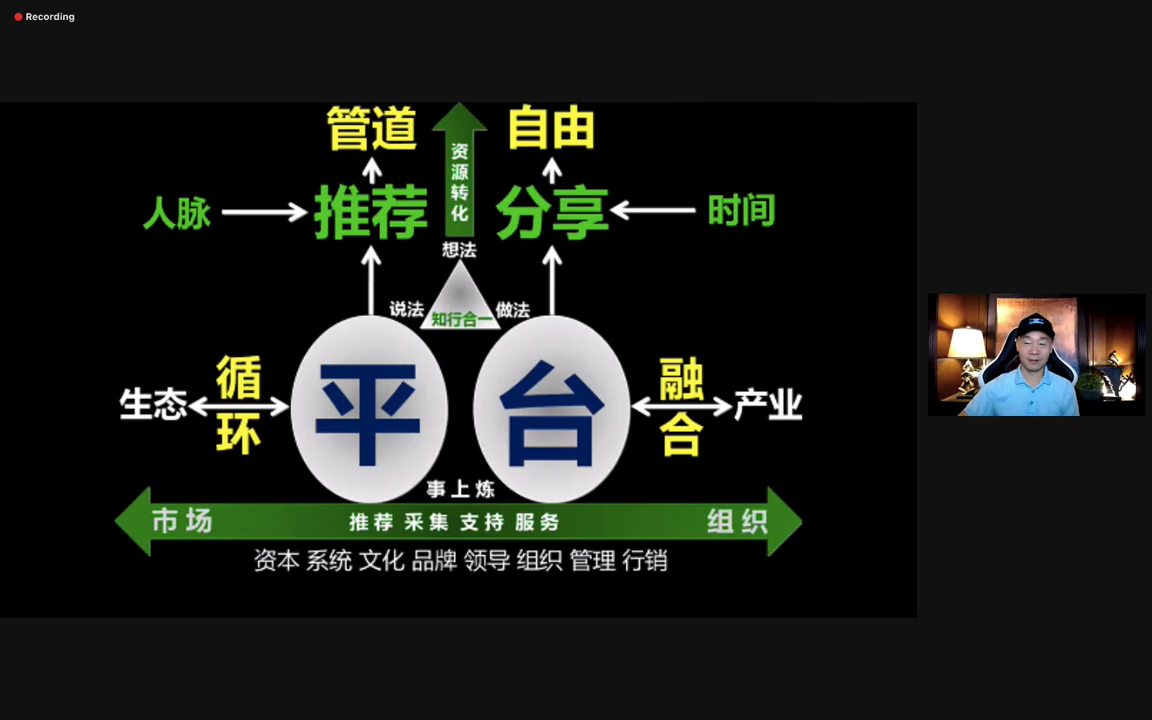 Recording
管道
自由
资源转化
人脉
推荐
分享
时间
想法
说法
做法
知行合一
生态
循环
平台
融合
产业
事上炼
市场
推荐 采集 支持 服务
组织
资本 系统 文化 品牌 领导 组织 管理 行销